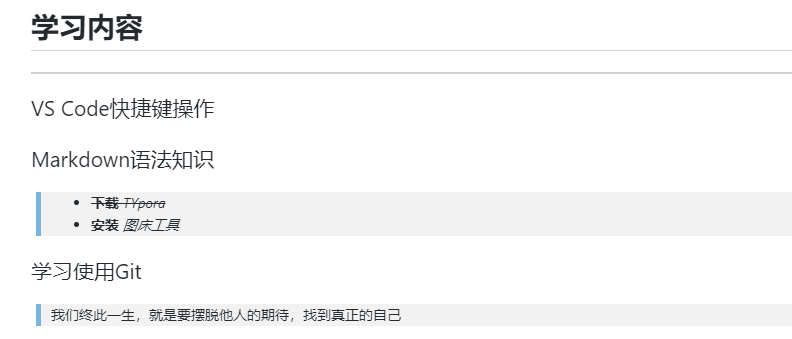 学习内容
VS Code快捷键操作
Markdown语法知识
下载 TYpora
安装 图床工具
学习使用Git
我们终此一生，就是要摆脱他人的期待，找到真正的自己